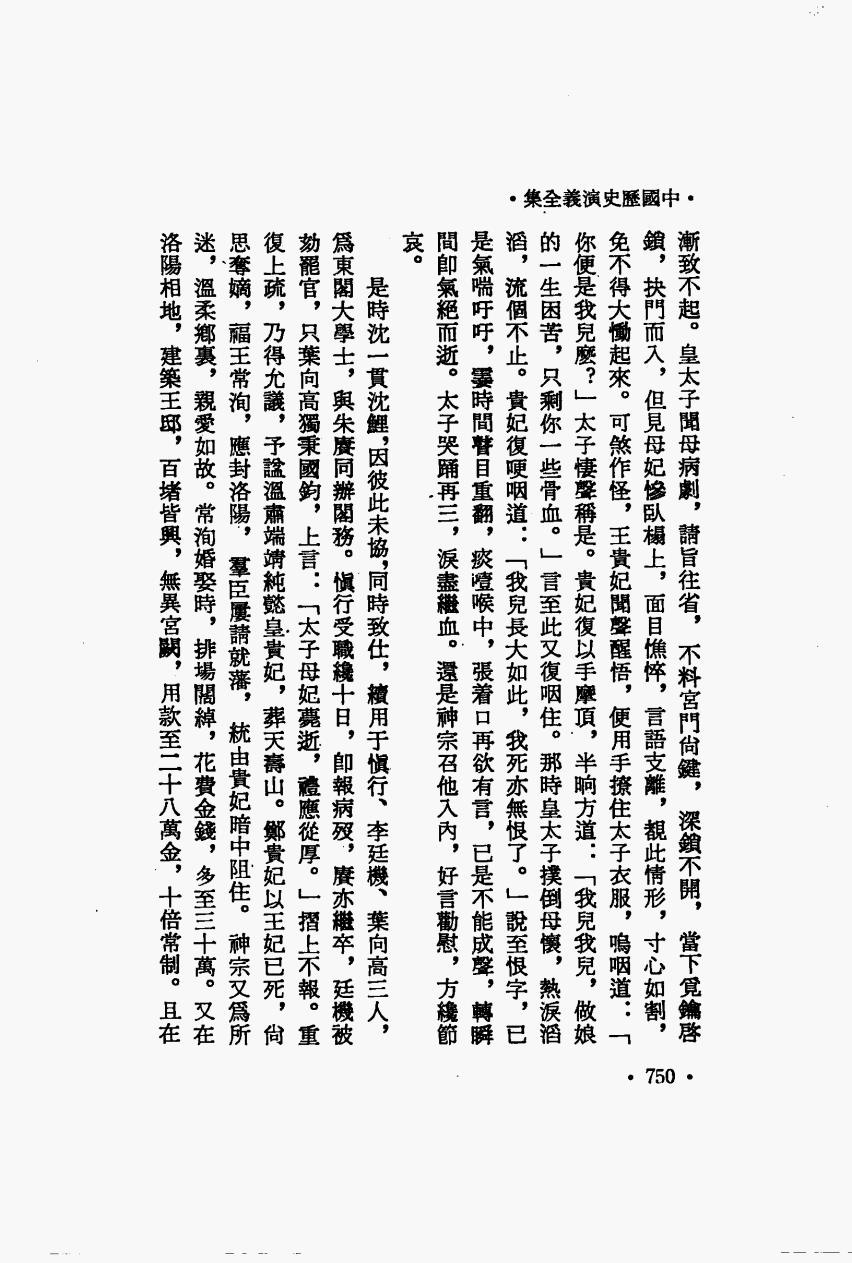 ·中國歷史演義全集·
漸致不起。皇太子聞母病劇，請旨往省，不料宮門尙鍵，深鎖不開，當下覓鑰啓
鎖，抉門而入，但見母妃慘臥榻上，面目憔悴，言語支離，覩此情形，寸心如割，
免不得大慟起來。可煞作怪，王貴妃聞聲醒悟，便用手撩住太子衣服，嗚咽道：「
你便是我兒麼？」太子悽聲稱是。貴妃復以手摩頂，半晌方道：「我兒我兒，做娘
的一生困苦，只剩你一些骨血。」言至此又復咽住。那時皇太子撲倒母懷，熱淚滔
滔，流個不止。貴妃復哽咽道：「我兒長大如此，我死亦無恨了。」說至恨字，已
是氣喘吁吁，霎時間瞽目重翻，痰噎喉中，張着口再欲有言，已是不能成聲，轉瞬
間卽氣絕而逝。太子哭踊再三，淚盡繼血。還是神宗召他入內，好言勸慰，方纔節
哀。
是時沈一貫沈鯉，因彼此未協，同時致仕，續用于愼行、李廷機、葉向高三人，
爲東閣大學士，與朱賡同辦閣務。愼行受職纔十日，卽報病歿，賡亦繼卒，廷機被
劾罷官，只葉向高獨秉國鈞，上言：「太子母妃薨逝，禮應從厚。」摺上不報。重
復上疏，乃得允議，予諡溫肅端靖純懿皇貴妃，葬天壽山。鄭貴妃以王妃已死，尙
思奪嫡，福王常洵，應封洛陽，羣臣屢請就藩，統由貴妃暗中阻住。神宗又爲所
迷，溫柔鄉裏，親愛如故。常洵婚娶時，排場闊綽，花費金錢，多至三十萬。又在
洛陽相地，建築王邸，百堵皆興，無異宮闕，用款至二十八萬金，十倍常制。且在
·750·